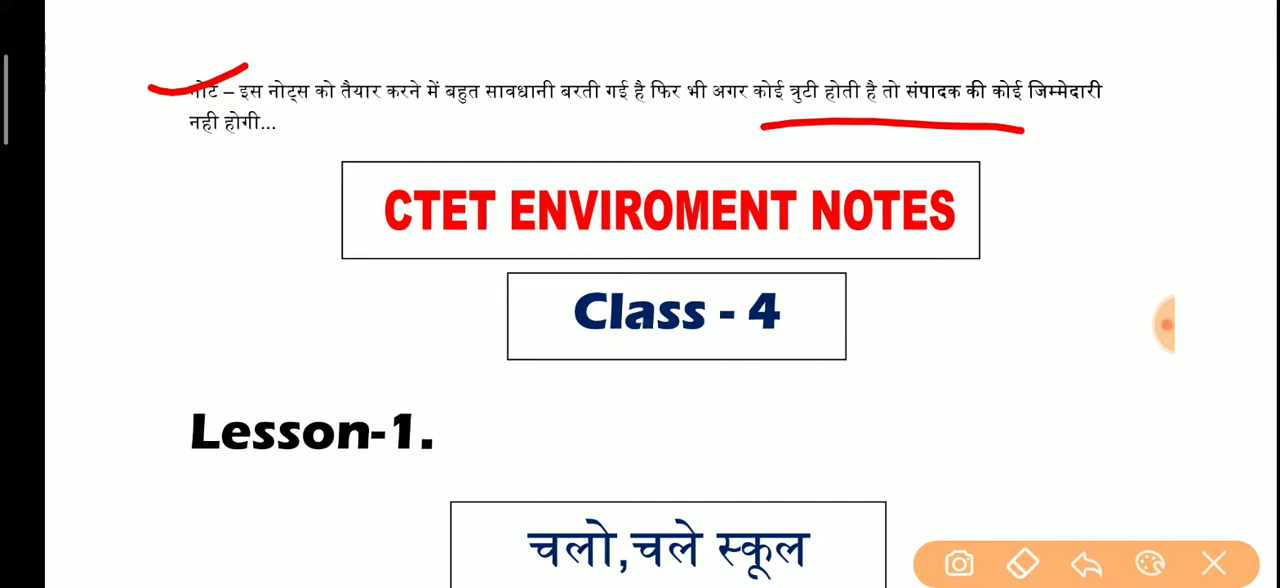 नोट – इस नोट्स को तैयार करने में बहुत सावधानी बरती गई है फिर भी अगर कोई त्रुटी होती है तो संपादक की कोई जिम्मेदारी
नही होगी...
CTET ENVIROMENT NOTES
Class - 4
Lesson-1.
चलो,चले स्कूल